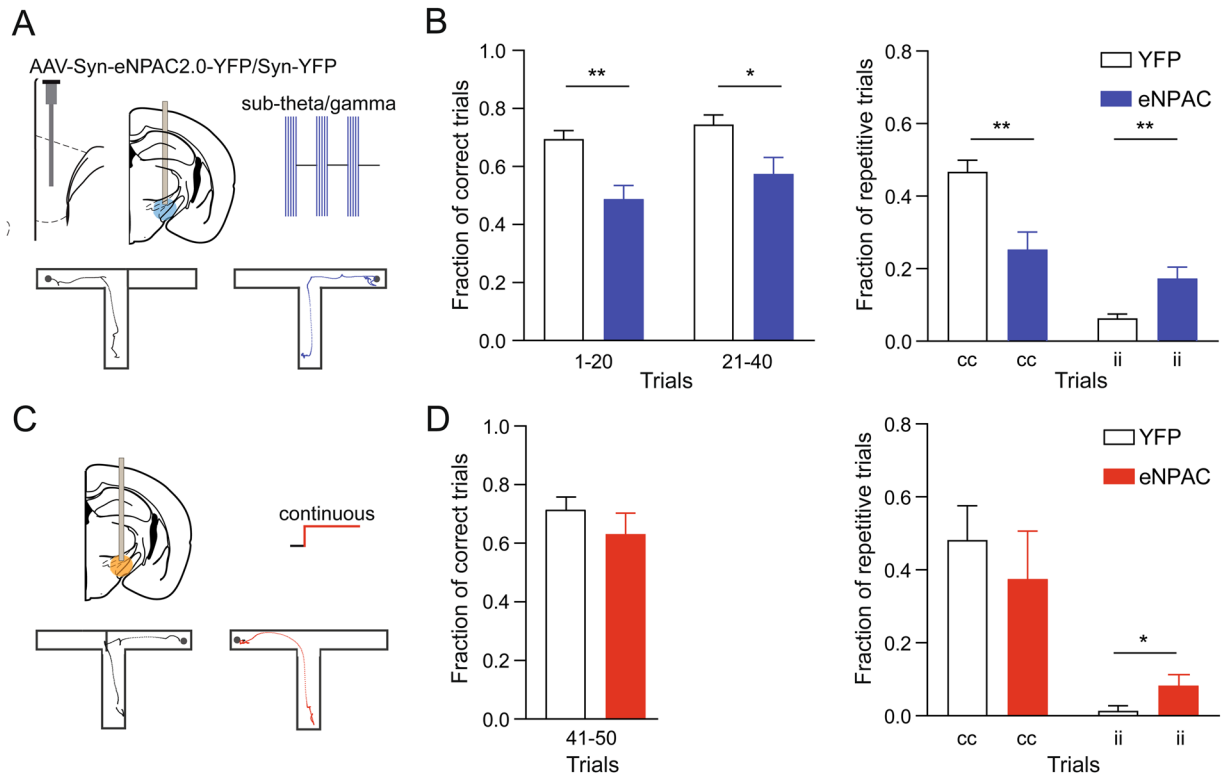 A
AAV-Syn-eNPAC2.0-YFP/Syn-YFP
sub-theta/gamma
B
Fraction of correct trials
1.0
0.8
0.6
0.4
0.2
0.0
**
*
1-20
21-40
Trials
Fraction of repetitive trials
0.8
0.6
0.4
0.2
0.0
YFP
eNPAC
**
**
cc
cc
ii
ii
Trials
C
continuous
D
Fraction of correct trials
1.0
0.8
0.6
0.4
0.2
0.0
41-50
Trials
Fraction of repetitive trials
0.8
0.6
0.4
0.2
0.0
YFP
eNPAC
*
cc
cc
ii
ii
Trials